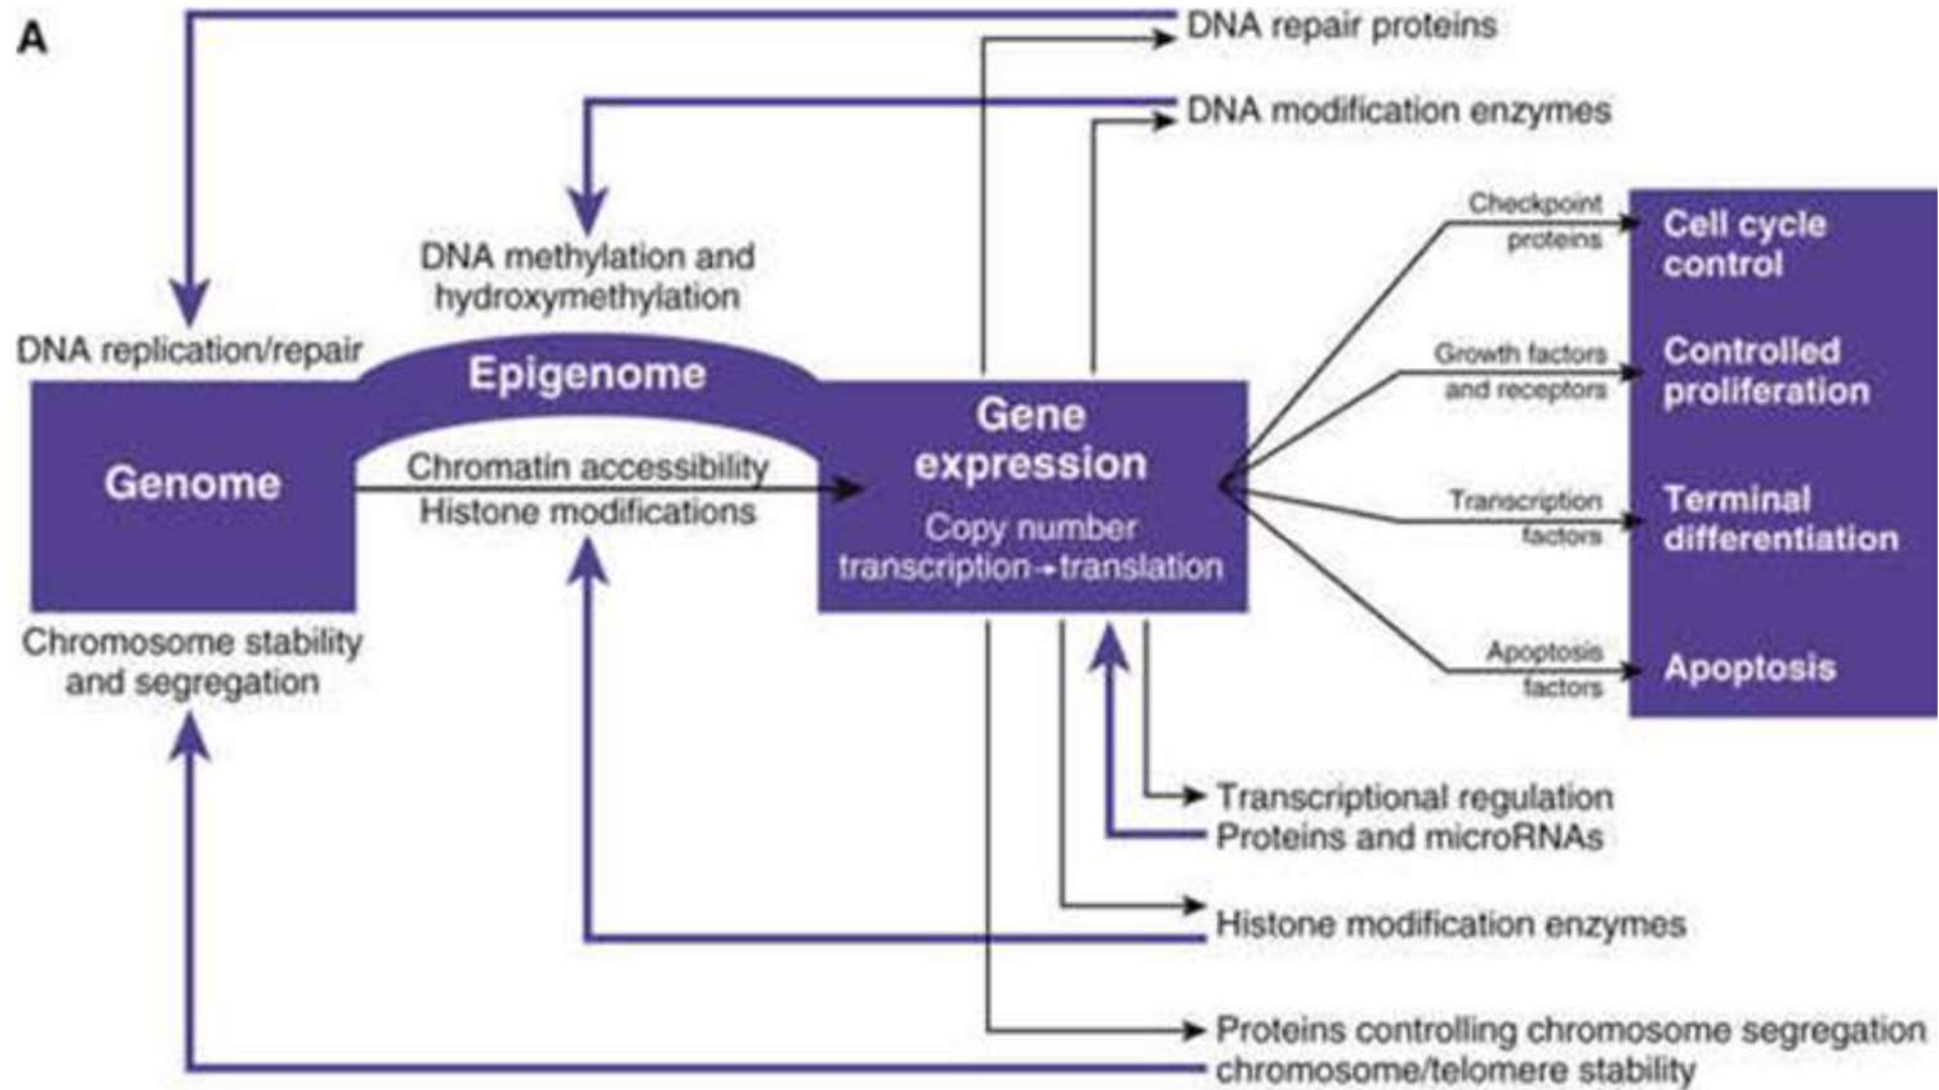 A
DNA repair proteins
DNA modification enzymes
DNA methylation and
hydroxymethylation
DNA replication/repair
Epigenome
Genome
Chromatin accessibility
Histone modifications
Gene
expression
Copy number
transcription→translation
Chromosome stability
and segregation
Checkpoint
proteins
Cell cycle
control
Growth factors
and receptors
Controlled
proliferation
Transcription
factors
Terminal
differentiation
Apoptosis
factors
Apoptosis
Transcriptional regulation
Proteins and microRNAs
Histone modification enzymes
Proteins controlling chromosome segregation
chromosome/telomere stability